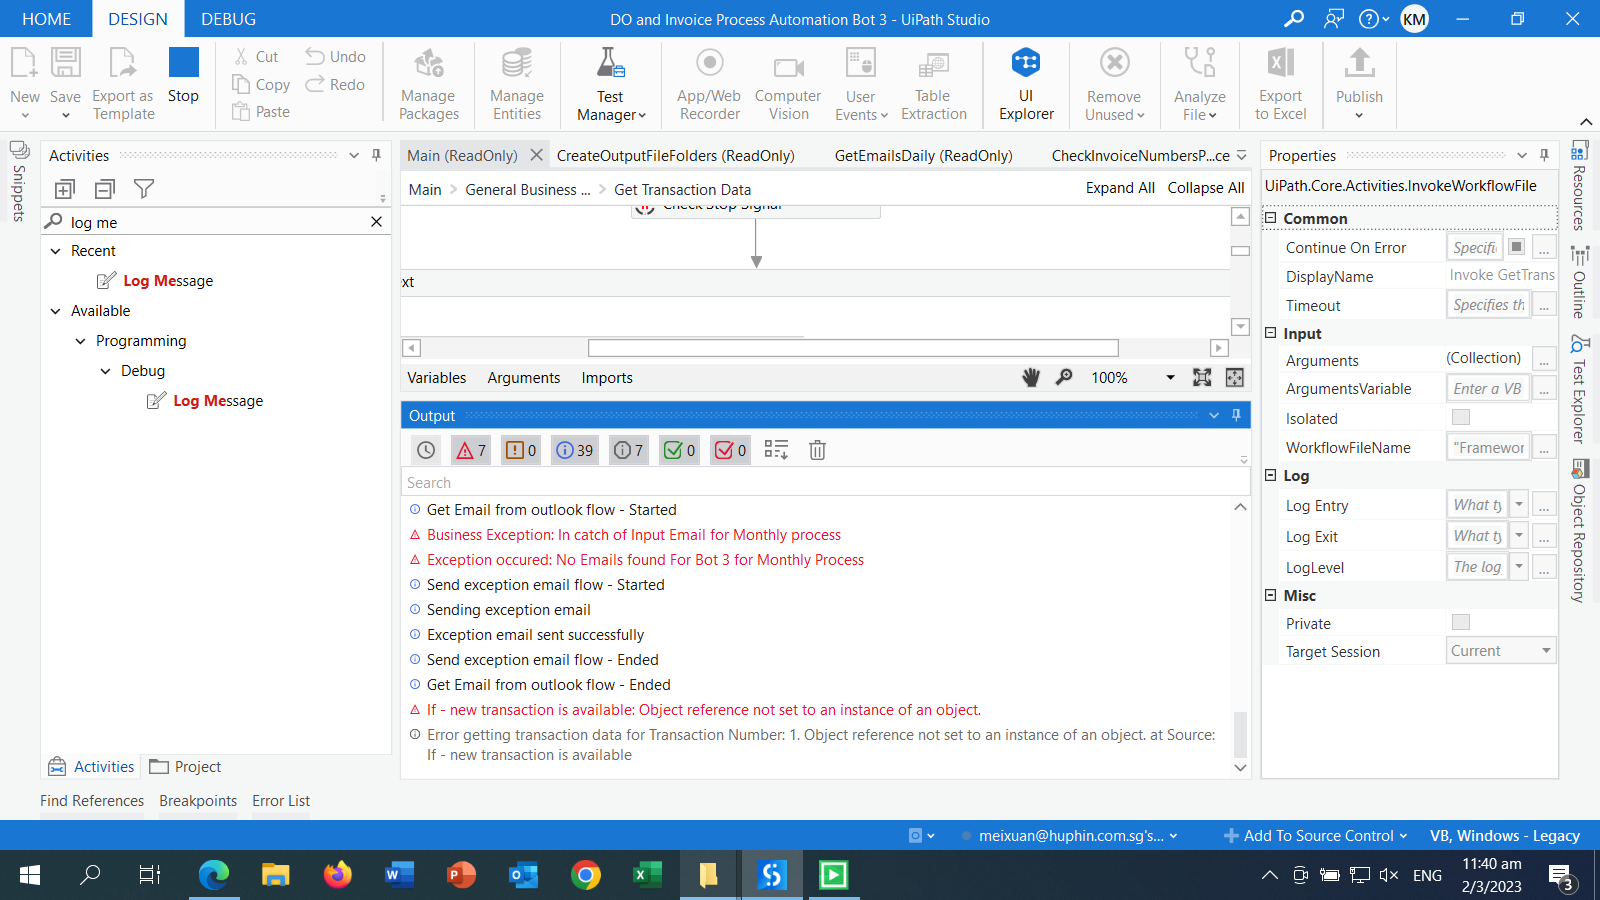 HOME
DESIGN
DEBUG
DO and Invoice Process Automation Bot 3 - UiPath Studio
KM
New
Save
Export as
Template
Stop
Cut
Copy
Paste
Undo
Redo
Manage
Packages
Manage
Entities
Test
Manager
App/Web
Recorder
Computer
Vision
User
Events
Table
Extraction
UI
Explorer
Remove
Unused
Analyze
File
Export
to Excel
Publish
Snippets
Activities
log me
Recent
Log Message
Available
Programming
Debug
Log Message
Activities
Project
Main (ReadOnly)
CreateOutputFileFolders (ReadOnly)
GetEmailsDaily (ReadOnly)
CheckInvoiceNumbersP...ce
Main > General Business ... > Get Transaction Data
Expand All
Collapse All
Check Stop Signal
xt
Variables
Arguments
Imports
100%
Output
7
0
39
7
0
0
Search
Get Email from outlook flow - Started
Business Exception: In catch of Input Email for Monthly process
Exception occured: No Emails found For Bot 3 for Monthly Process
Send exception email flow - Started
Sending exception email
Exception email sent successfully
Send exception email flow - Ended
Get Email from outlook flow - Ended
If - new transaction is available: Object reference not set to an instance of an object.
Error getting transaction data for Transaction Number: 1. Object reference not set to an instance of an object. at Source:
If - new transaction is available
Properties
UiPath.Core.Activities.InvokeWorkflowFile
Common
Continue On Error
Specifi
...
DisplayName
Invoke GetTrans
Timeout
Specifies th
...
Input
Arguments
(Collection)
...
ArgumentsVariable
Enter a VB
...
Isolated
WorkflowFileName
"Framewor
...
Log
Log Entry
What ty
...
Log Exit
What ty
...
LogLevel
The log
...
Misc
Private
Target Session
Current
Resources
Outline
Test Explorer
Object Repository
Find References
Breakpoints
Error List
meixuan@huphin.com.sg's...
Add To Source Control
VB, Windows - Legacy
ENG
11:40 am
2/3/2023
3